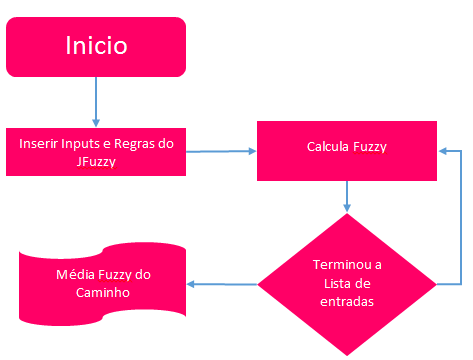 Inicio
Inserir Inputs e Regras do
JFuzzy
Calcula Fuzzy
Terminou a
Lista de
entradas
Média Fuzzy do
Caminho